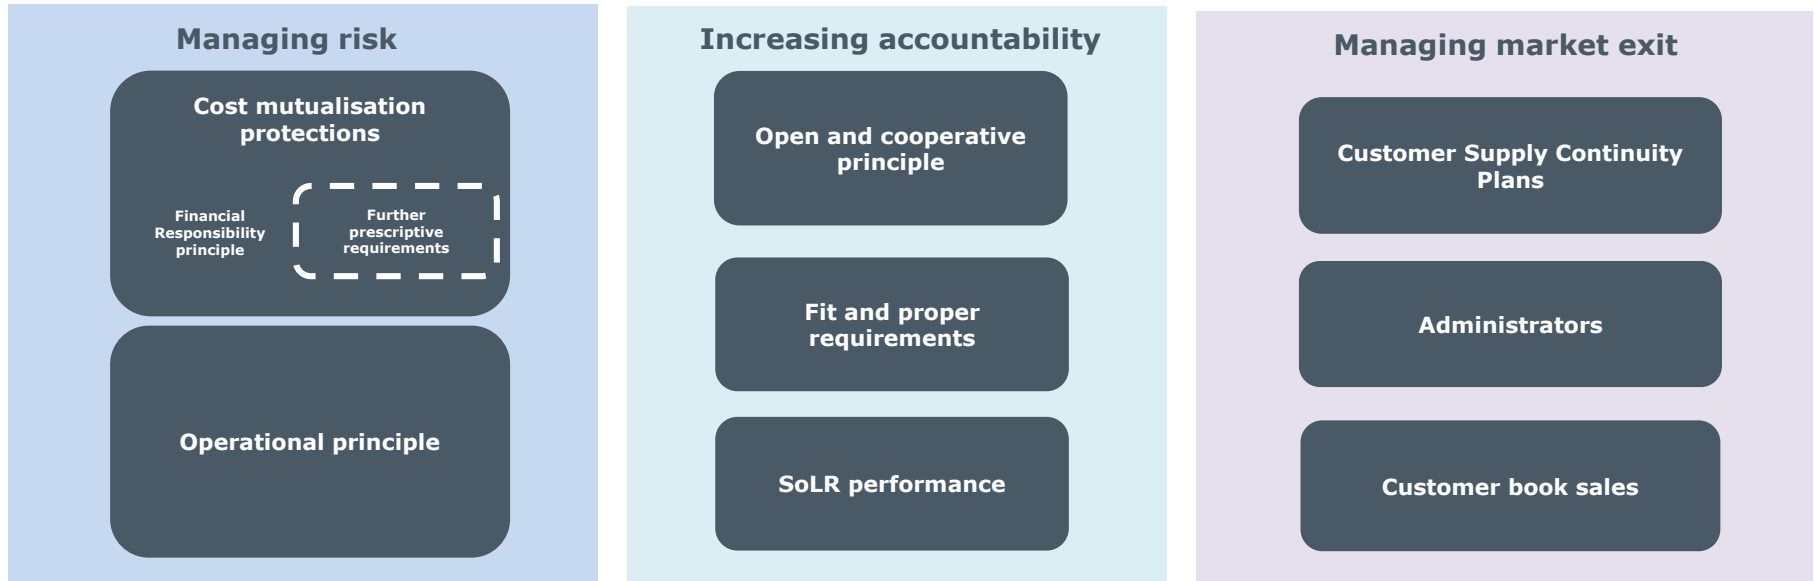 Managing risk
Cost mutualisation
protections
Financial
Responsibility
principle
Further
prescriptive
requirements
Operational principle
Increasing accountability
Open and cooperative
principle
Fit and proper
requirements
SoLR performance
Managing market exit
Customer Supply Continuity
Plans
Administrators
Customer book sales